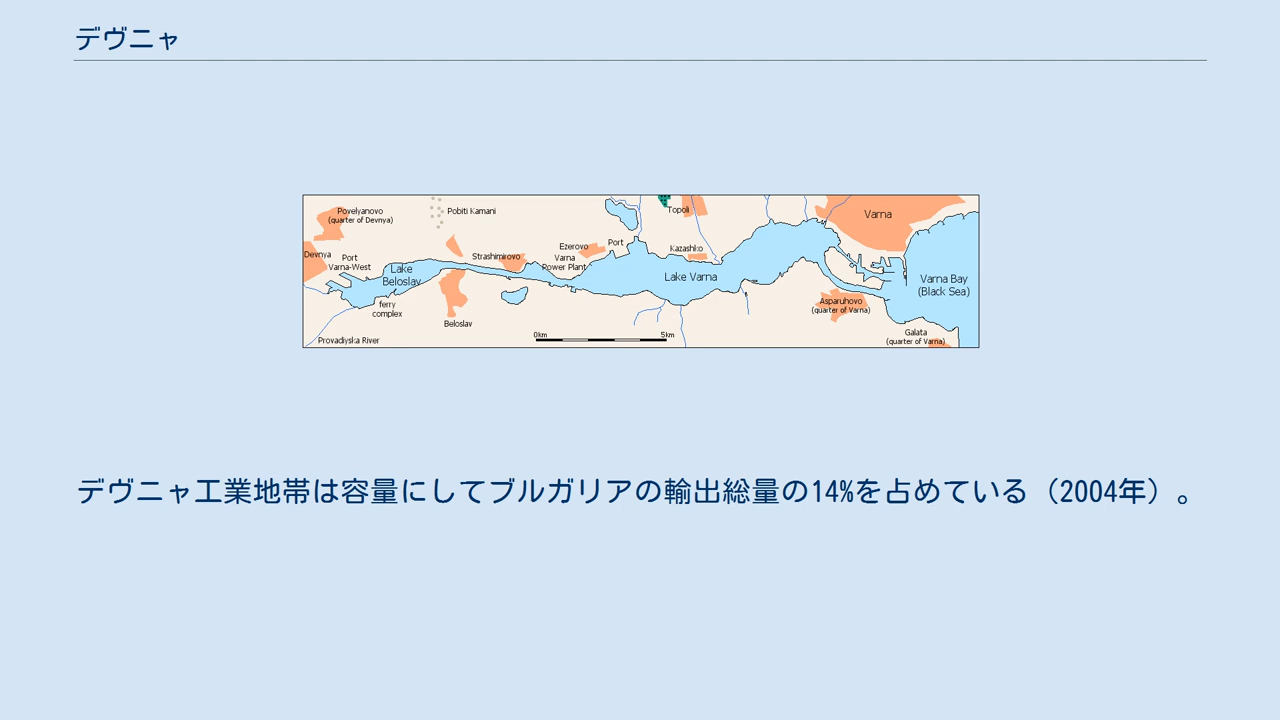 デヴニャ
Povelyanovo
(quarter of Devnya)
Pobiti Kamani
Topoli
Varna
Devnya
Port
Varna-West
Lake
Beloslav
Strashimirovo
Ezerovo
Varna
Power Plant
Port
Kazashko
Lake Varna
Varna Bay
(Black Sea)
ferry
complex
Beloslav
Asparuhovo
(quarter of Varna)
Provadiyska River
0km
5km
Galata
(quarter of Varna)
デヴニャ工業地帯は容量にしてブルガリアの輸出総量の14%を占めている（2004年）。